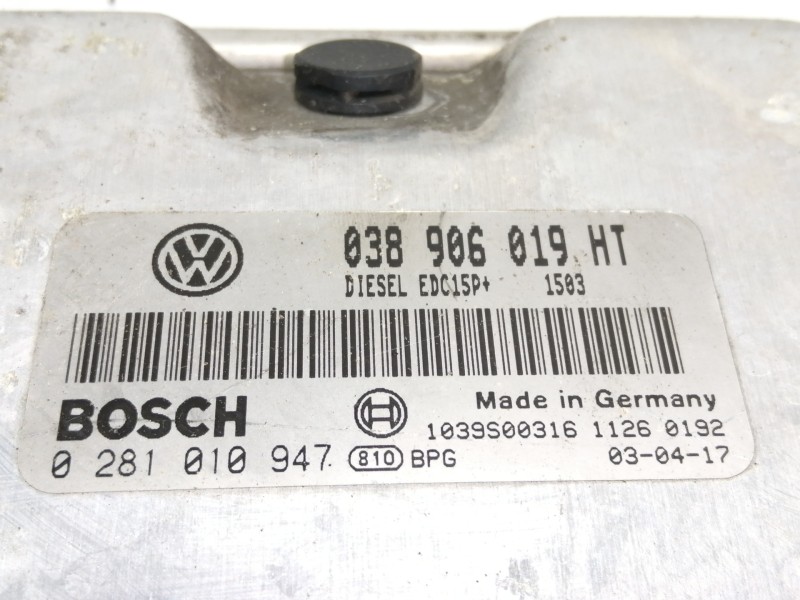 038 906 019 HT
DIESEL EDC15P+ 1503
BOSCH
Made in Germany
1039S00316 1126 0192
0 281 010 947 810 BPG 03-04-17